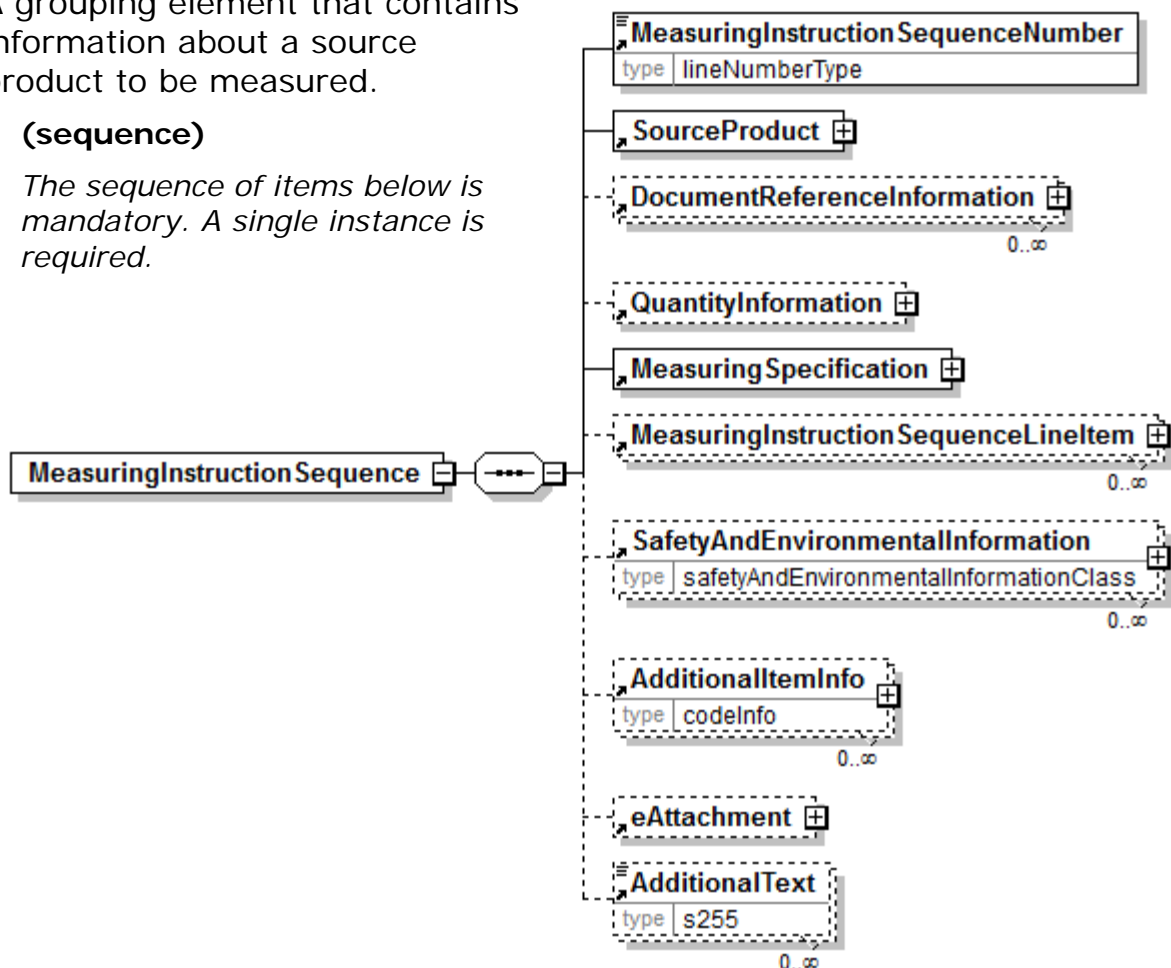 A grouping element that contains
information about a source
product to be measured.
(sequence)
The sequence of items below is
mandatory. A single instance is
required.
MeasuringInstructionSequence
MeasuringInstructionSequenceNumber
type lineNumberType
SourceProduct
DocumentReferenceInformation
0..∞
QuantityInformation
MeasuringSpecification
MeasuringInstructionSequenceLineItem
0..∞
SafetyAndEnvironmentalInformation
type safetyAndEnvironmentalInformationClass
0..∞
AdditionalItemInfo
type codeInfo
0..∞
eAttachment
AdditionalText
type s255
0..∞